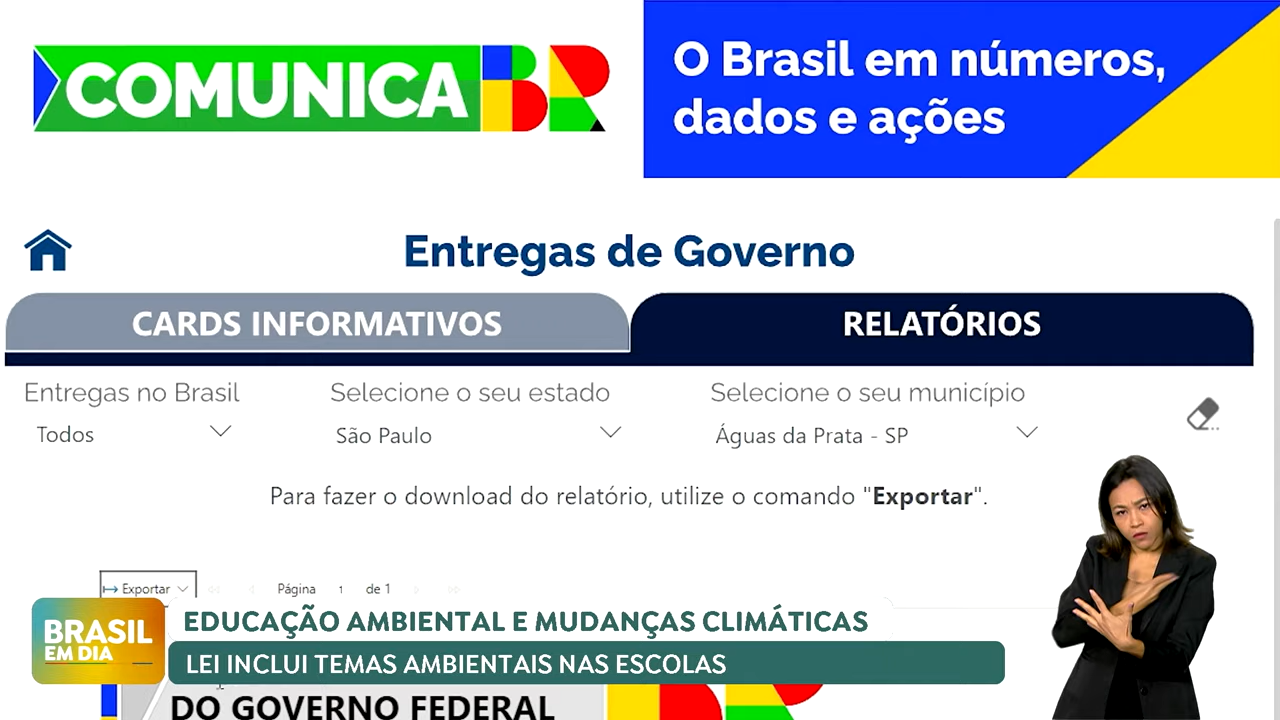 COMUNICA BR
O Brasil em números,
dados e ações
Entregas de Governo
CARDS INFORMATIVOS
RELATÓRIOS
Entregas no Brasil
Selecione o seu estado
Selecione o seu município
Todos
São Paulo
Águas da Prata - SP
Para fazer o download do relatório, utilize o comando "Exportar".
Exportar
Página 1 de 1
BRASIL
EM DIA
EDUCAÇÃO AMBIENTAL E MUDANÇAS CLIMÁTICAS
LEI INCLUI TEMAS AMBIENTAIS NAS ESCOLAS
DO GOVERNO FEDERAL